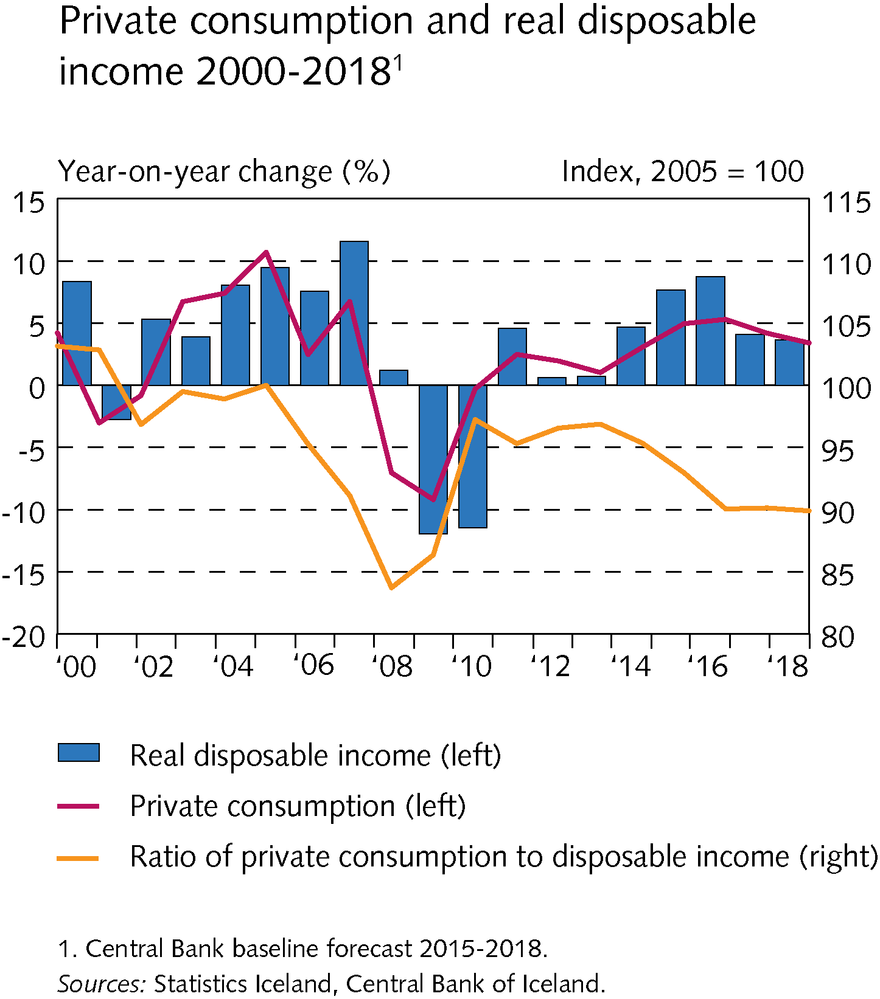 Private consumption and real disposable
income 2000-2018¹
Year-on-year change (%)
Index, 2005 = 100
15
10
5
0
-5
-10
-15
-20
115
110
105
100
95
90
85
80
‘00 ‘02 ‘04 ‘06 ‘08 ‘10 ‘12 ‘14 ‘16 ‘18
Real disposable income (left)
Private consumption (left)
Ratio of private consumption to disposable income (right)
1. Central Bank baseline forecast 2015-2018.
Sources: Statistics Iceland, Central Bank of Iceland.